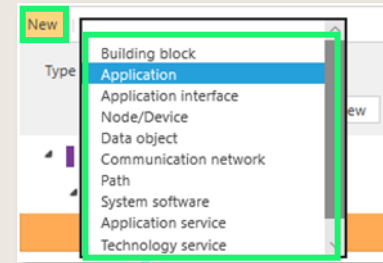 New
Building block
Type
Application
Application interface
ew
Node/Device
Data object
Communication network
Path
System software
Application service
Technology service